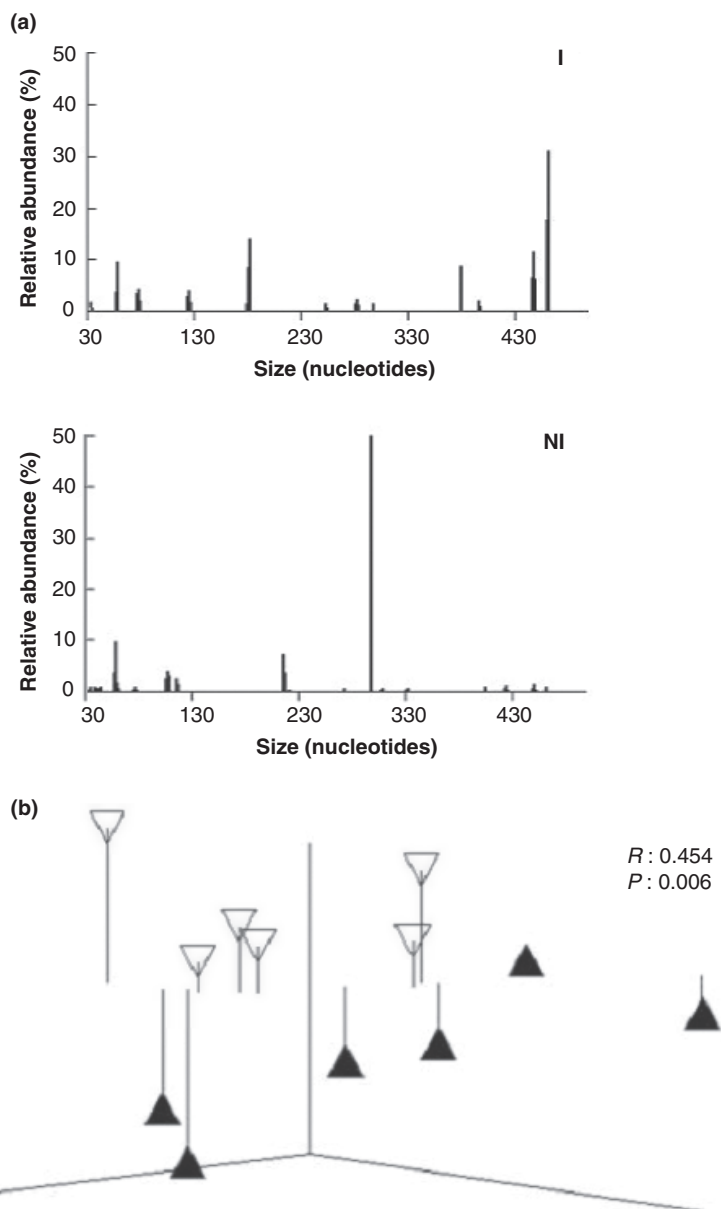 (a)
I
Relative abundance (%)
50
40
30
20
10
0
30 130 230 330 430
Size (nucleotides)
NI
Relative abundance (%)
50
40
30
20
10
0
30 130 230 330 430
Size (nucleotides)
(b)
R : 0.454
P : 0.006